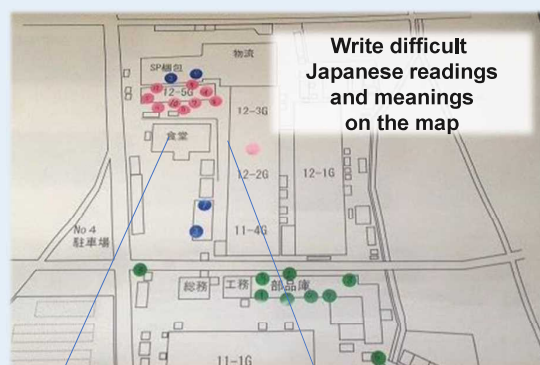 Write difficult
Japanese readings
and meanings
on the map
物流
SP梱包
12-5G
12-3G
食堂
12-2G
12-1G
11-4G
No4
駐車場
総務
工務
部品庫
11-1G